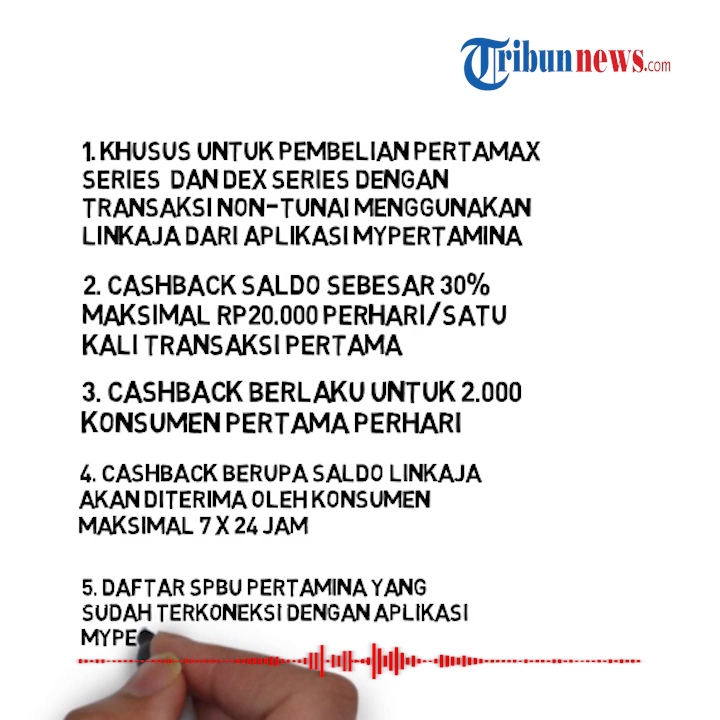 Tribunnews.com
1. KHUSUS UNTUK PEMBELIAN PERTAMAX
SERIES DAN DEX SERIES DENGAN
TRANSAKSI NON-TUNAI MENGGUNAKAN
LINKAJA DARI APLIKASI MYPERTAMINA
2. CASHBACK SALDO SEBESAR 30%
MAKSIMAL RP20.000 PERHARI/SATU
KALI TRANSAKSI PERTAMA
3. CASHBACK BERLAKU UNTUK 2.000
KONSUMEN PERTAMA PERHARI
4. CASHBACK BERUPA SALDO LINKAJA
AKAN DITERIMA OLEH KONSUMEN
MAKSIMAL 7 X 24 JAM
5. DAFTAR SPBU PERTAMINA YANG
SUDAH TERKONEKSI DENGAN APLIKASI
MYPE